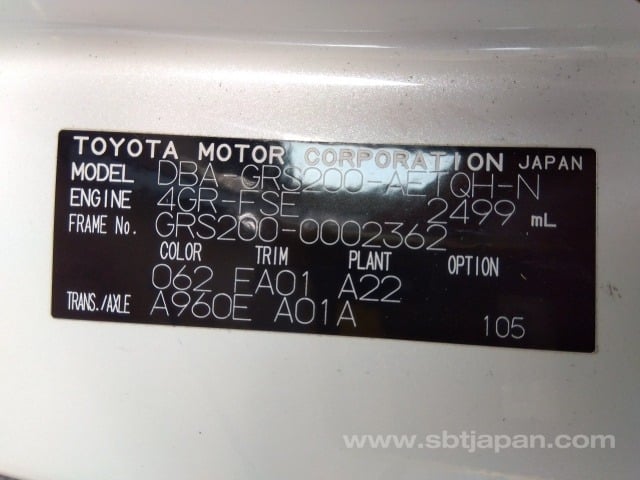 TOYOTA MOTOR CORPORATION JAPAN
MODEL DBA-GRS200-AETQH-N
ENGINE 4GR-FSE 2499 mL
FRAME No. GRS200-0002362
COLOR TRIM PLANT OPTION
062 EA01 A22
TRANS./AXLE A960E A01A 105
www.sbtjapan.com